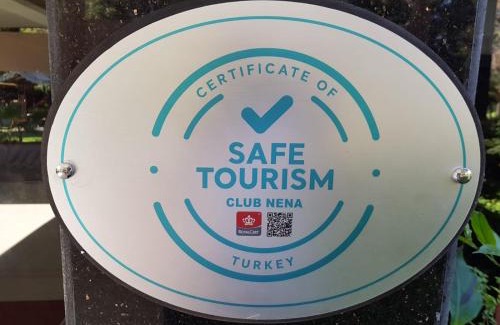 CERTIFICATE OF
SAFE
TOURISM
CLUB NENA
TURKEY